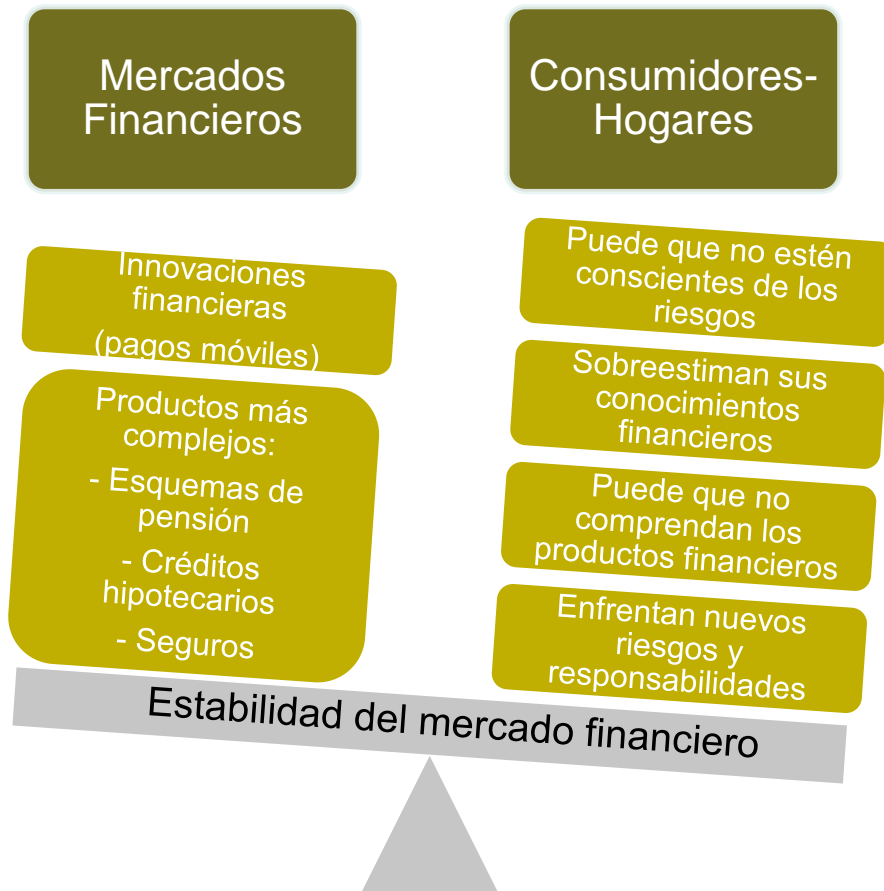 Mercados
Financieros
Consumidores-
Hogares
Innovaciones
financieras
(pagos móviles)
Productos más
complejos:
- Esquemas de
pensión
- Créditos
hipotecarios
- Seguros
Puede que no estén
conscientes de los
riesgos
Sobreestiman sus
conocimientos
financieros
Puede que no
comprendan los
productos financieros
Enfrentan nuevos
riesgos y
responsabilidades
Estabilidad del mercado financiero